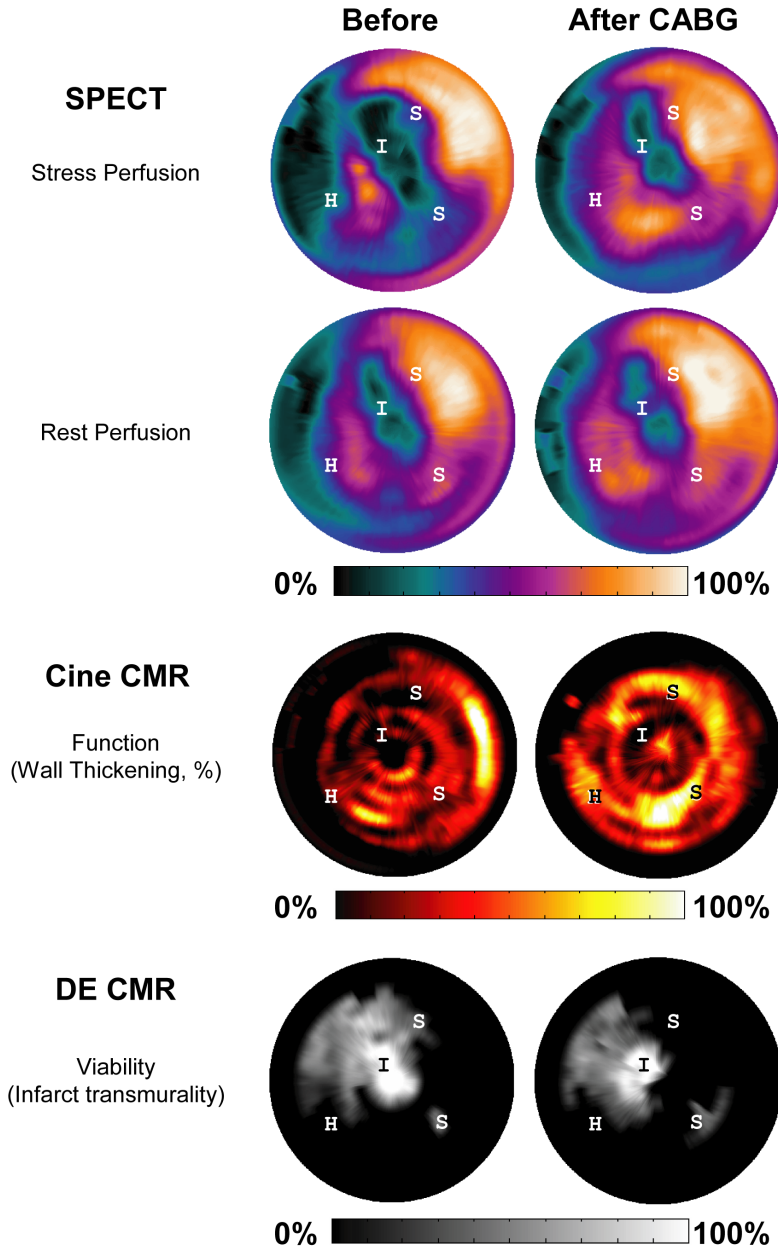 Before After CABG
SPECT
Stress Perfusion
S
I
H
S
S
I
H
S
Rest Perfusion
S
I
H
S
S
I
H
S
0% 100%
Cine CMR
Function
(Wall Thickening, %)
S
I
H
S
S
I
H
S
0% 100%
DE CMR
Viability
(Infarct transmurality)
S
I
H
S
S
I
H
S
0% 100%